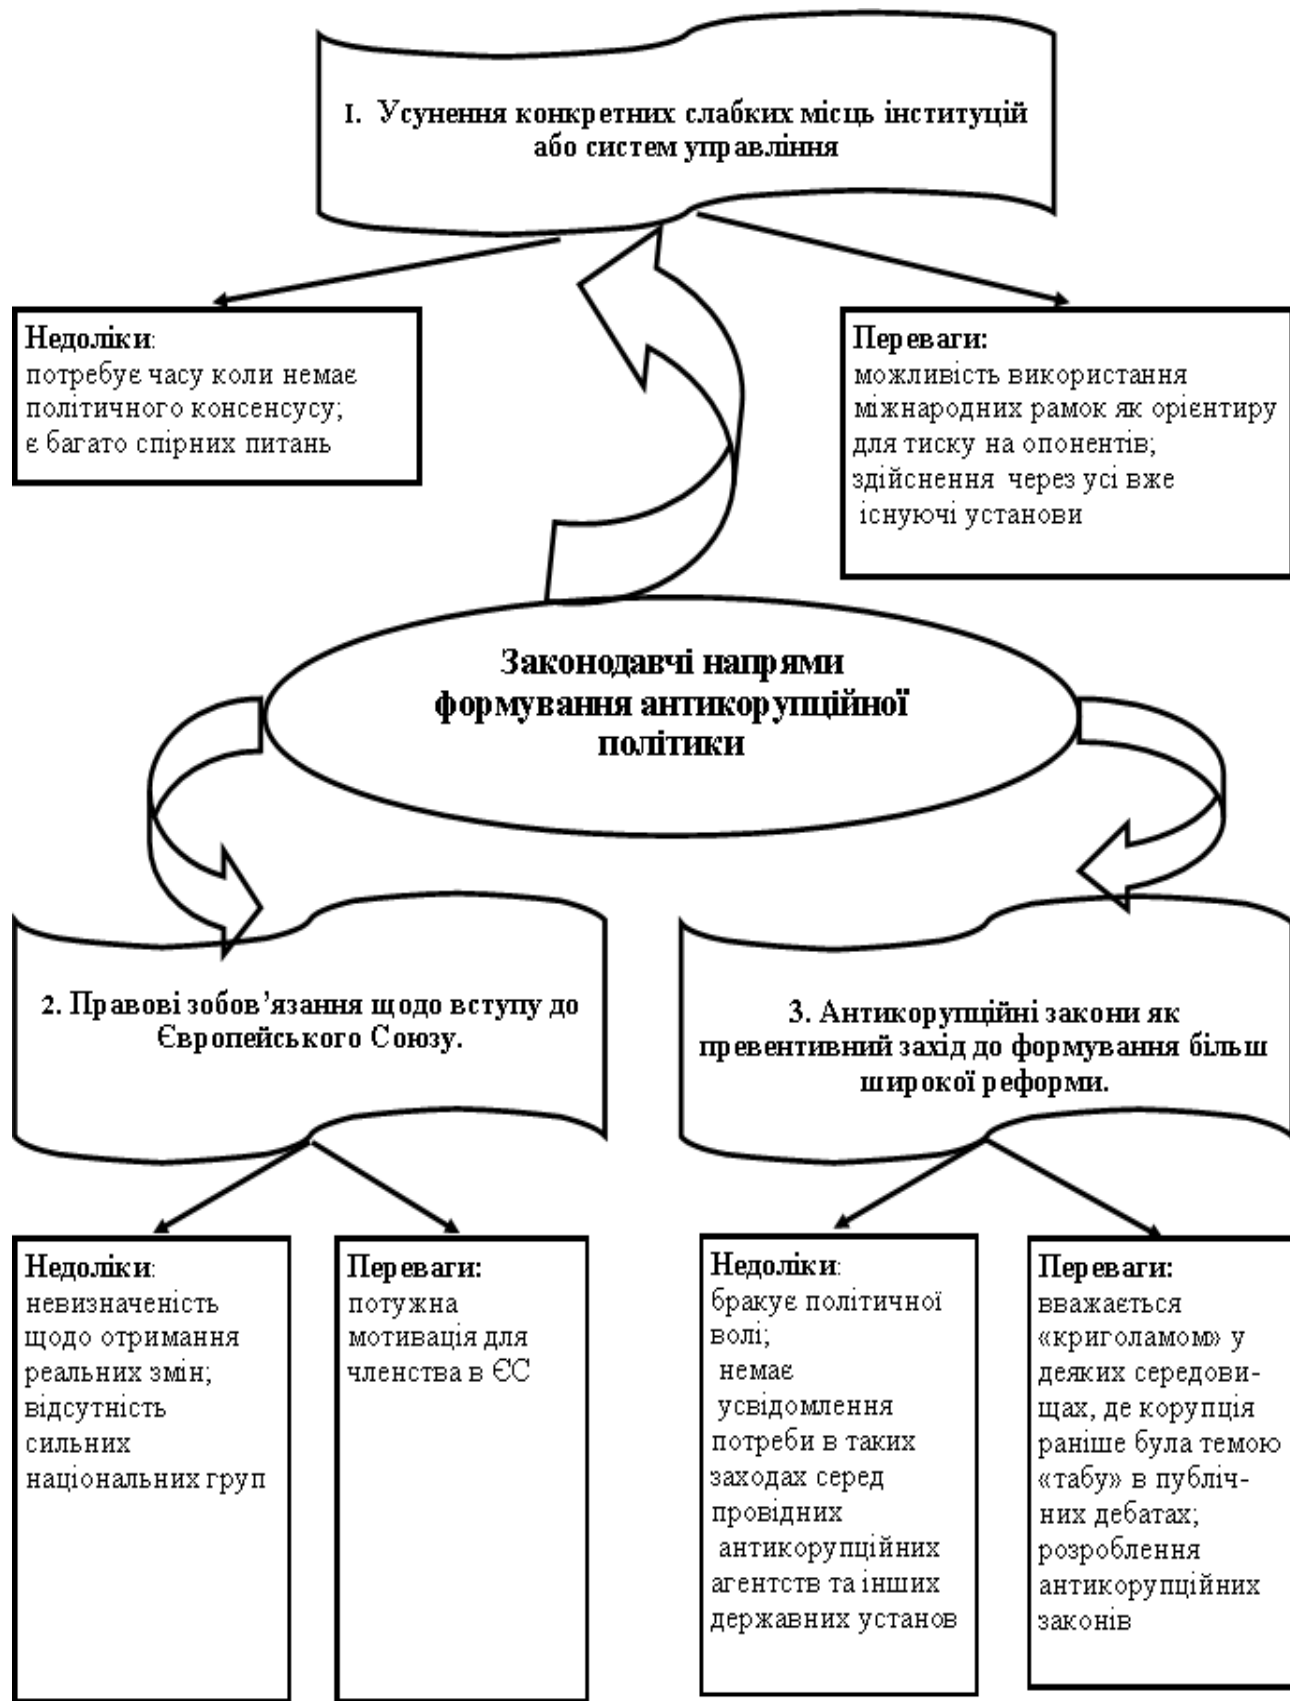 1. Усунення конкретних слабких місць інституцій
або систем управління
Недоліки:
потребує часу коли немає
політичного консенсусу;
є багато спірних питань
Переваги:
можливість використання
міжнародних рамок як орієнтиру
для тиску на опонентів;
здійснення через усі вже
існуючі установи
Законодавчі напрями
формування антикорупційної
політики
2. Правові зобов’язання щодо вступу до
Європейського Союзу.
3. Антикорупційні закони як
превентивний захід до формування більш
широкої реформи.
Недоліки:
невизначеність
щодо отримання
реальних змін;
відсутність
сильних
національних груп
Переваги:
потужна
мотивація для
членства в ЄС
Недоліки:
бракує політичної
волі;
немає
усвідомлення
потреби в таких
заходах серед
провідних
антикорупційних
агентств та інших
державних установ
Переваги:
вважається
«криголамом» у
деяких середови-
щах, де корупція
раніше була темою
«табу» в публіч-
них дебатах;
розроблення
антикорупційних
законів